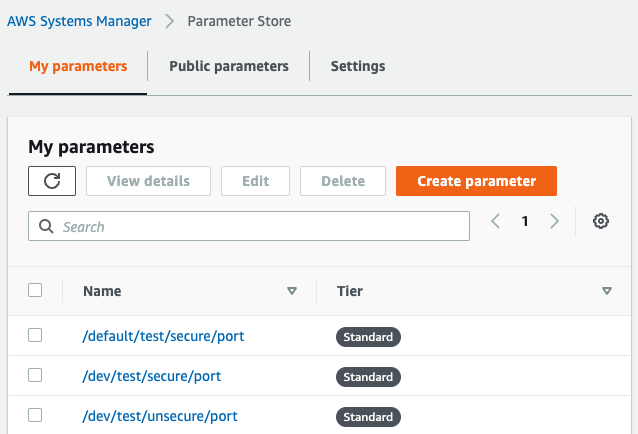 AWS Systems Manager > Parameter Store
My parameters Public parameters Settings
My parameters
View details Edit Delete Create parameter
Search 1
Name Tier
/default/test/secure/port Standard
/dev/test/secure/port Standard
/dev/test/unsecure/port Standard